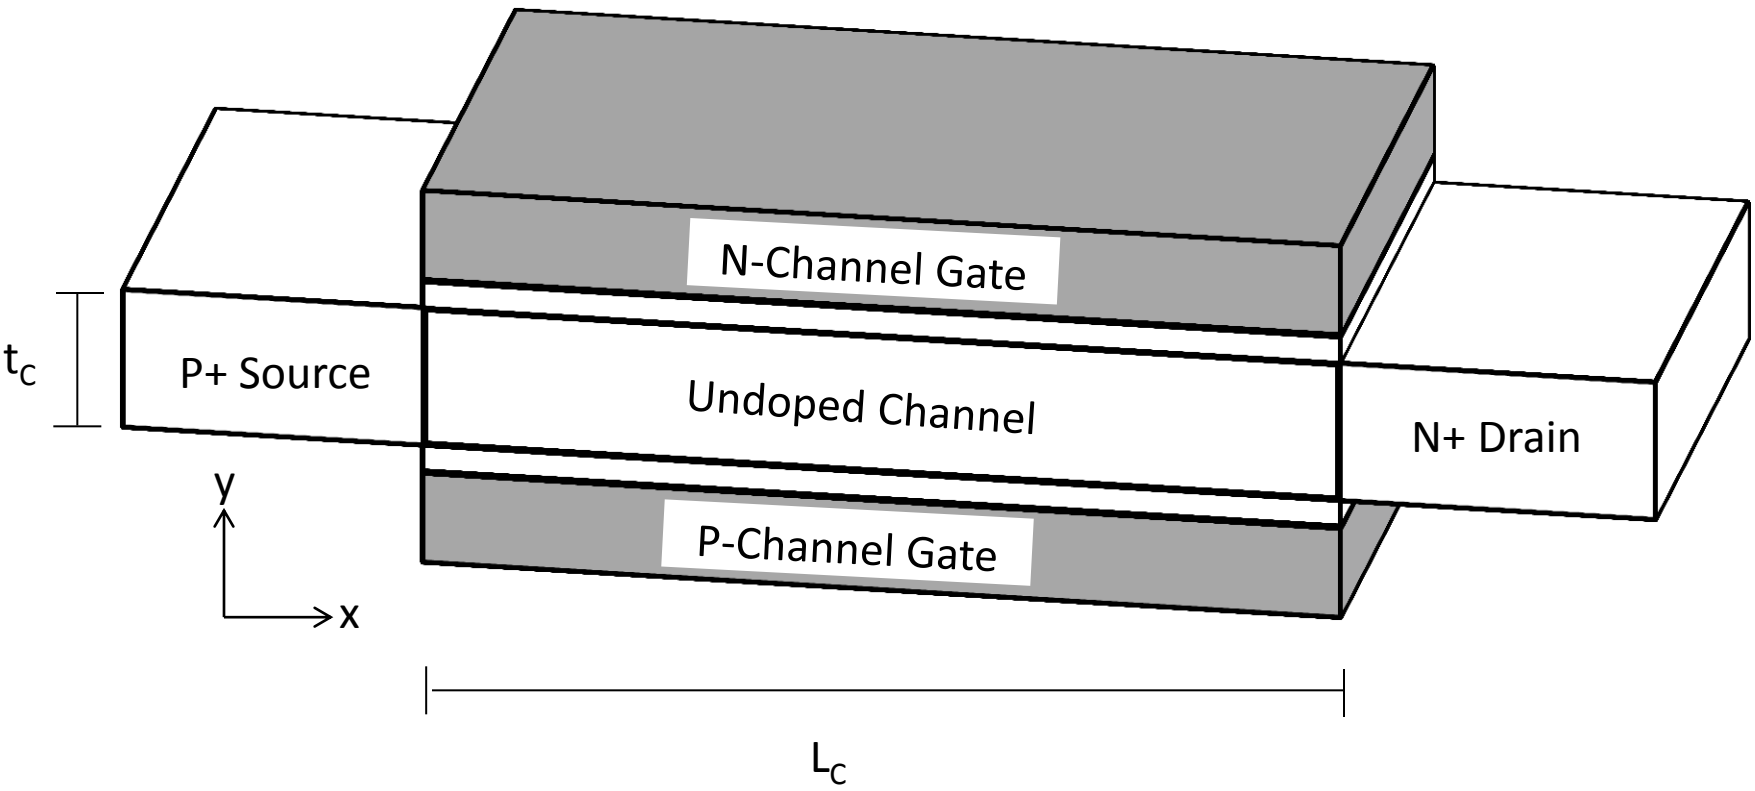 N-Channel Gate
t_C
P+ Source
Undoped Channel
N+ Drain
y
P-Channel Gate
x
L_C